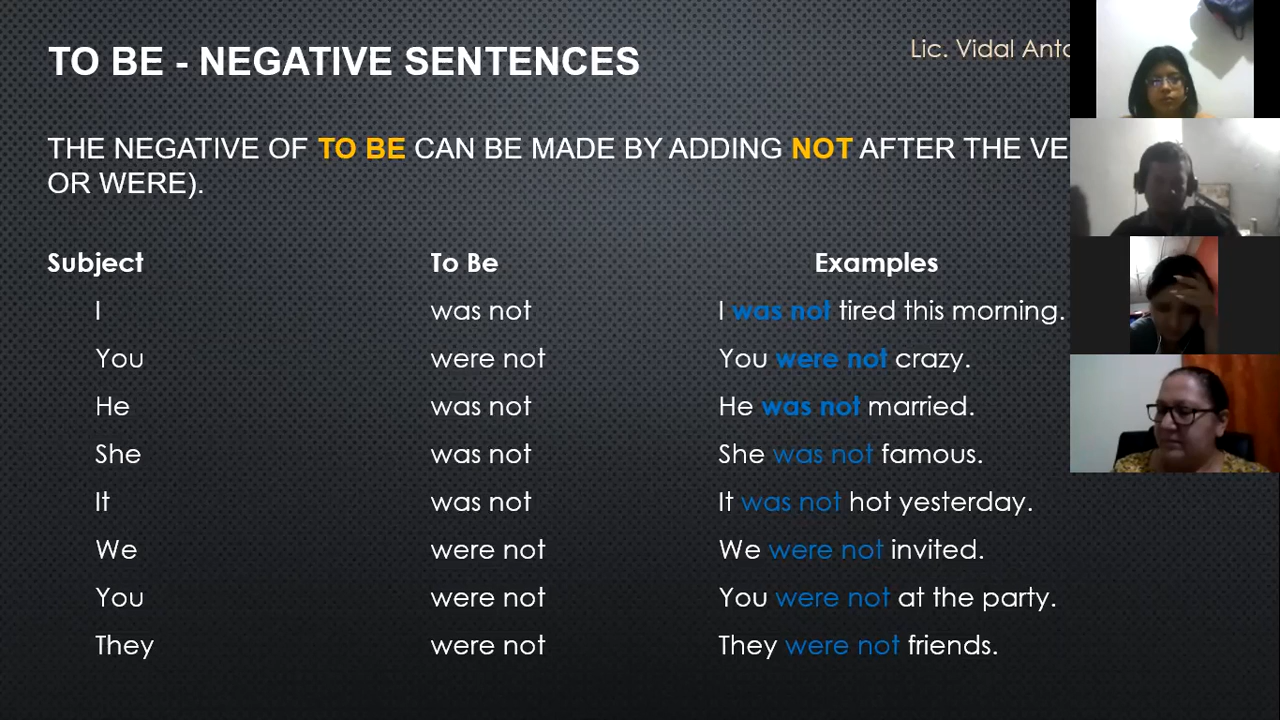 TO BE - NEGATIVE SENTENCES
Lic. Vidal
THE NEGATIVE OF TO BE CAN BE MADE BY ADDING NOT AFTER THE
OR WERE).
Subject To Be Examples
I was not I was not tired this morning.
You were not You were not crazy.
He was not He was not married.
She was not She was not famous.
It was not It was not hot yesterday.
We were not We were not invited.
You were not You were not at the party.
They were not They were not friends.